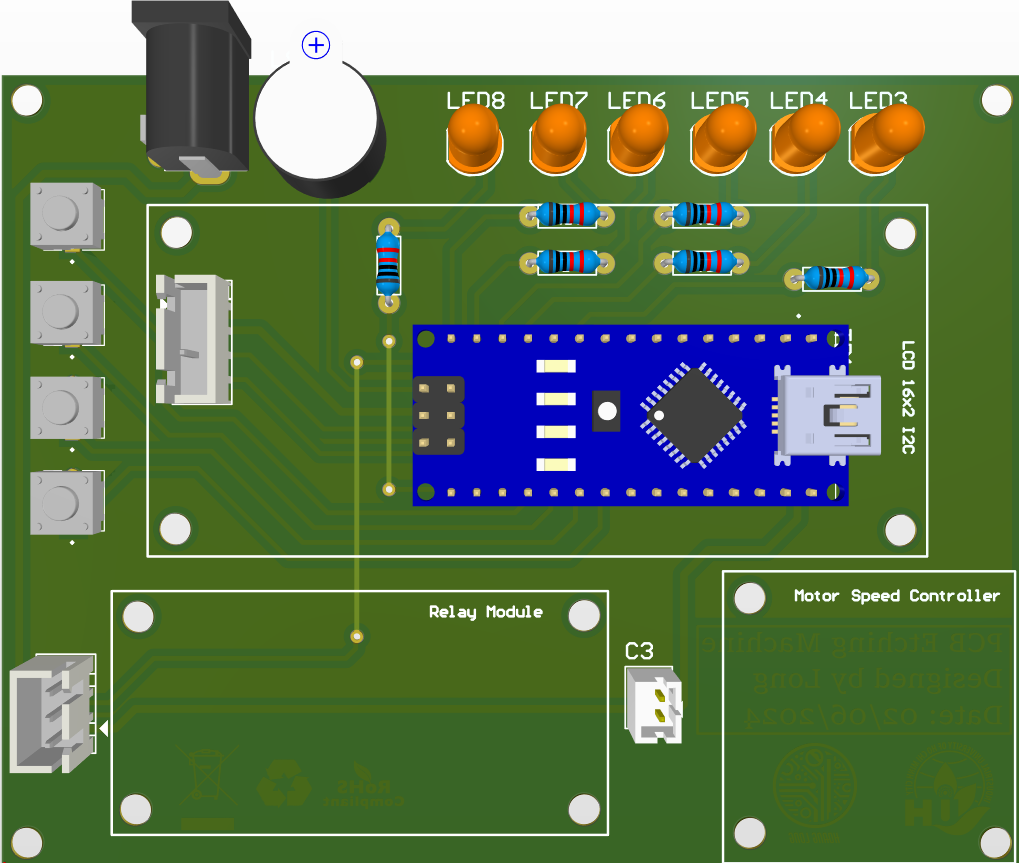 LED8 LED7 LED6 LED5 LED4 LED3
LCD 16x2 I2C
Relay Module
Motor Speed Controller
C3
PCB Etching Machine
Designed by Long
Date: 02/06/2024
RoHS
Compliant